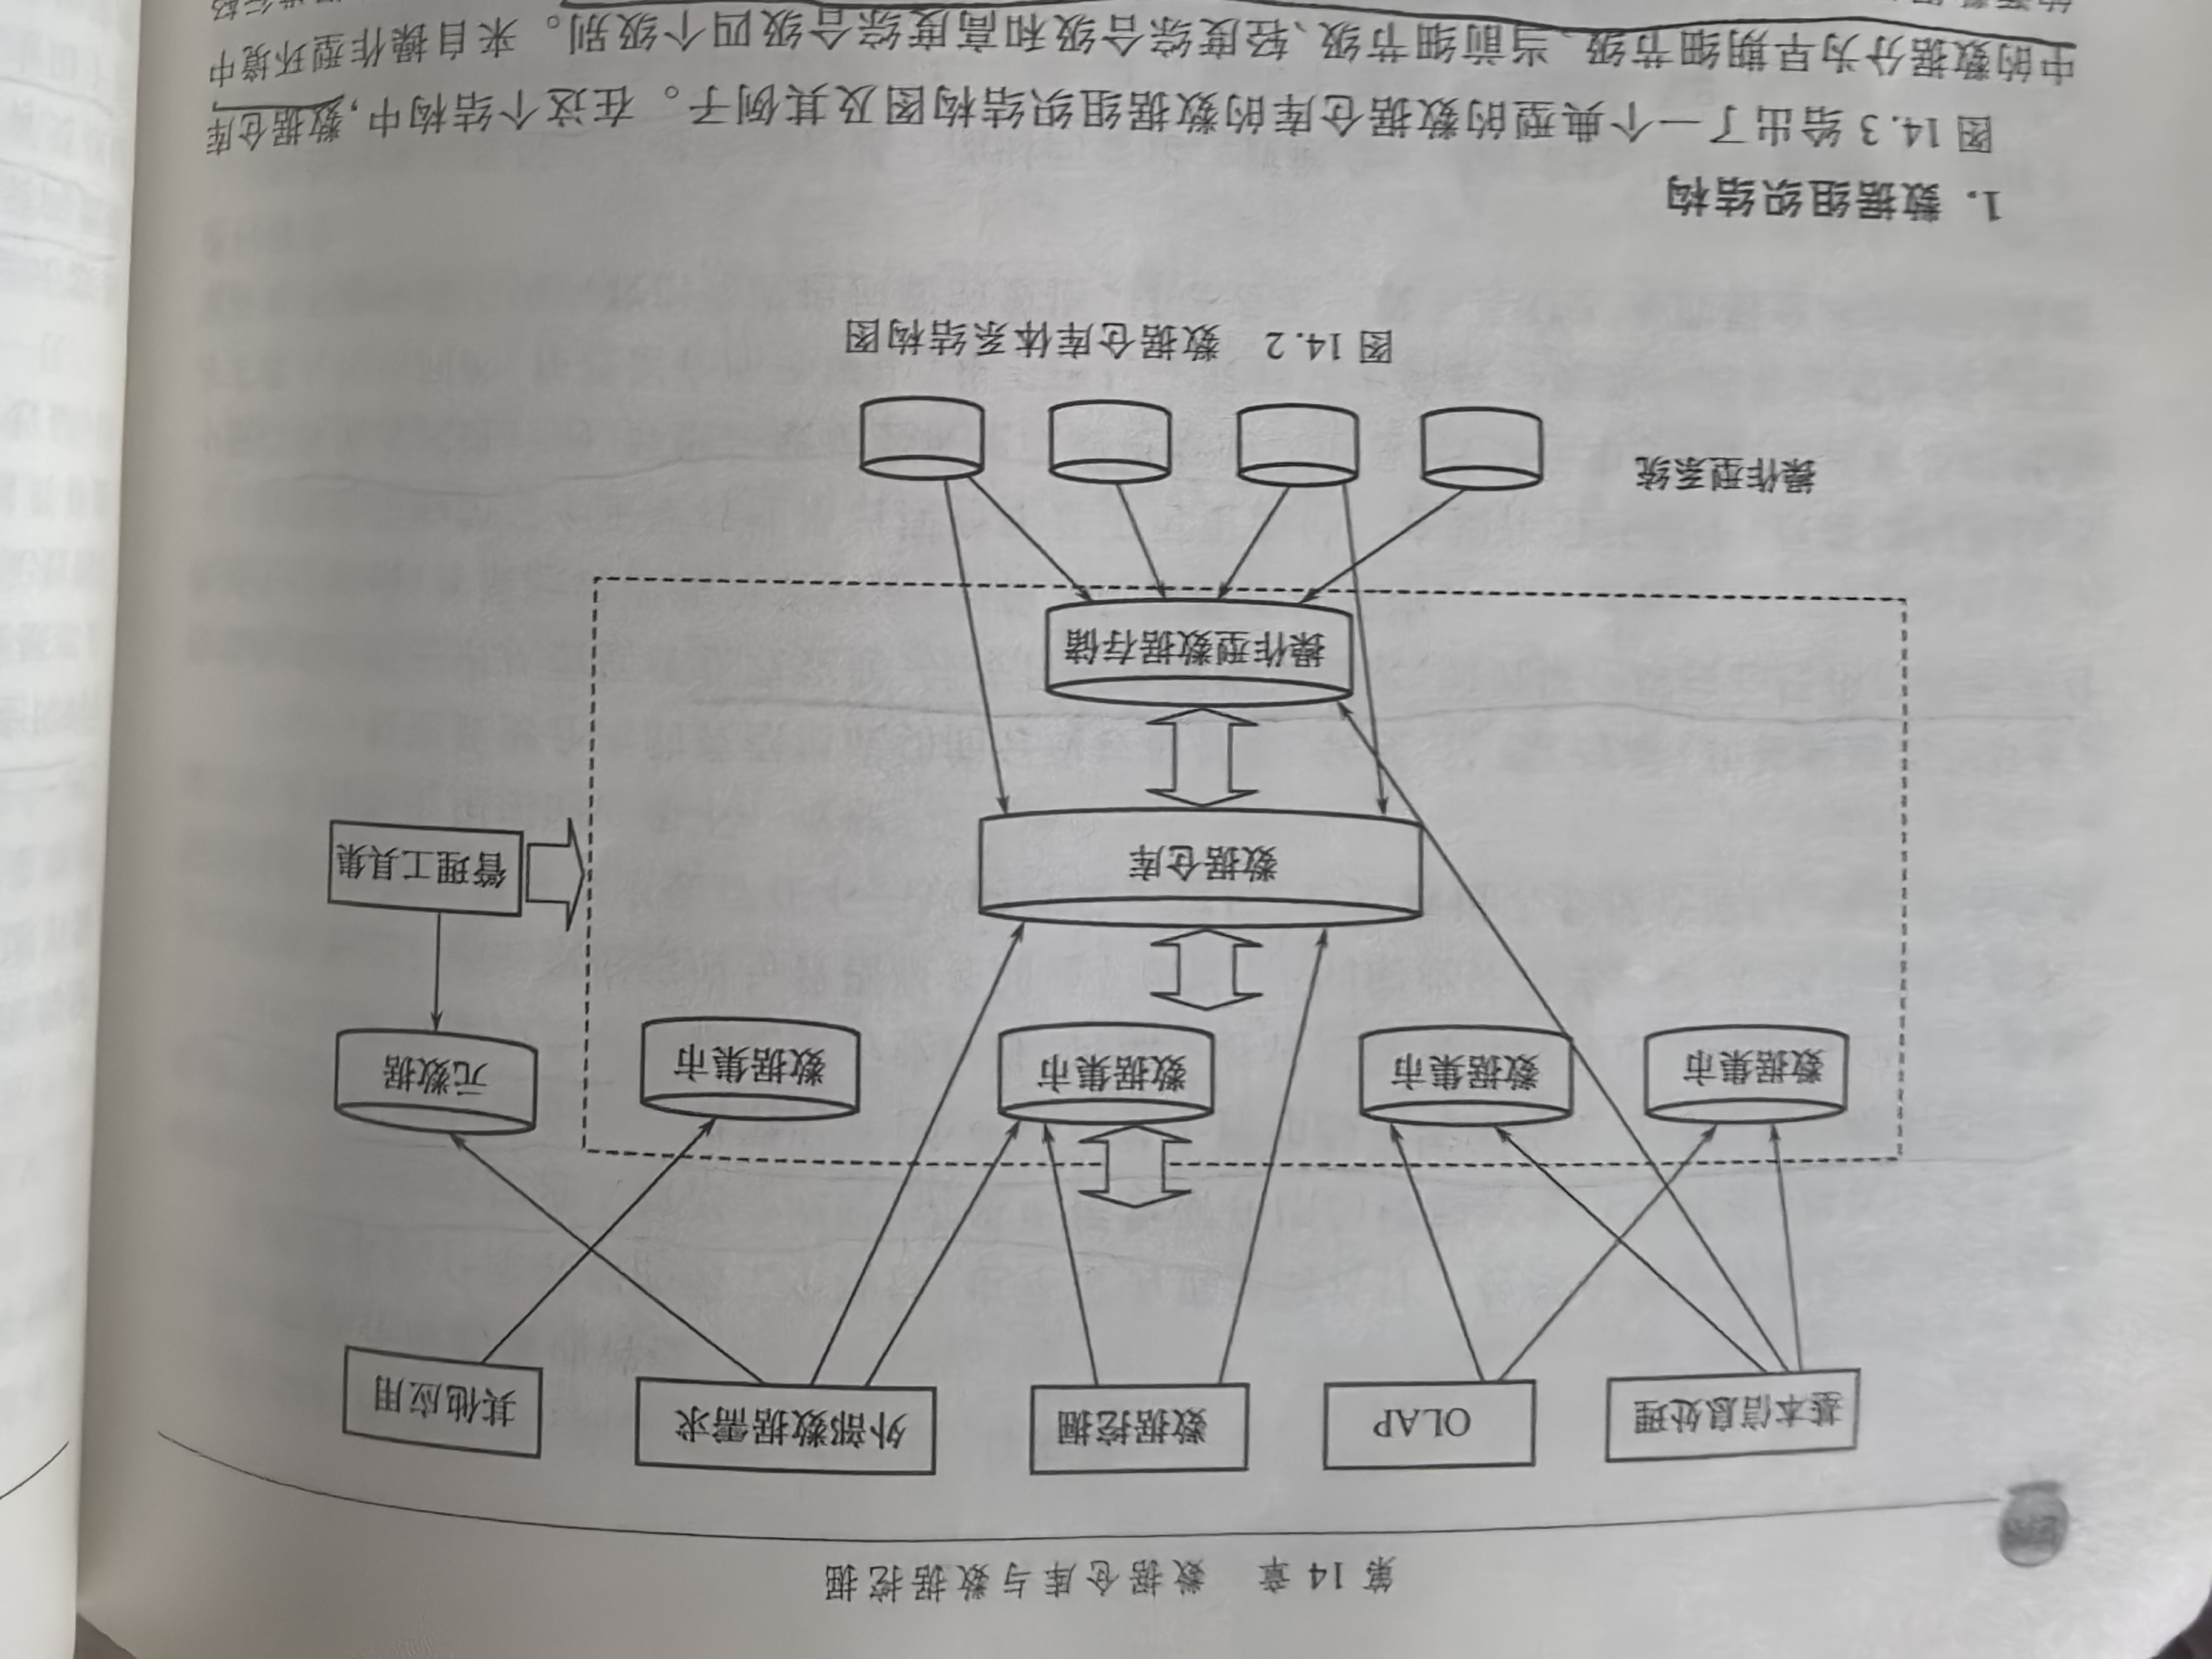 第 14 章 数据仓库与数据挖掘
基本信息处理
OLAP
数据挖掘
外部数据需求
其他应用
数据集市
数据集市
数据集市
数据集市
元数据
数据仓库
管理工具集
操作型数据存储
操作型系统
图 14.2 数据仓库体系结构图
1. 数据组织结构
图 14.3 给出了一个典型的数据仓库的数据组织结构图及其例子。在这个结构中,数据仓库
中的数据分为早期细节级、当前细节级、轻度综合级和高度综合级四个级别。来自操作型环境中